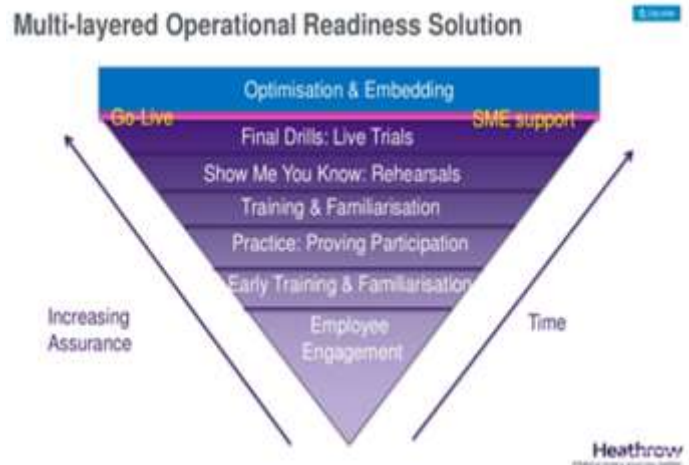 Multi-layered Operational Readiness Solution
Optimisation & Embedding
Go-Live
SME support
Final Drills: Live Trials
Show Me You Know: Rehearsals
Training & Familiarisation
Practice: Proving Participation
Early Training & Familiarisation
Employee
Engagement
Increasing
Assurance
Time
Heathrow